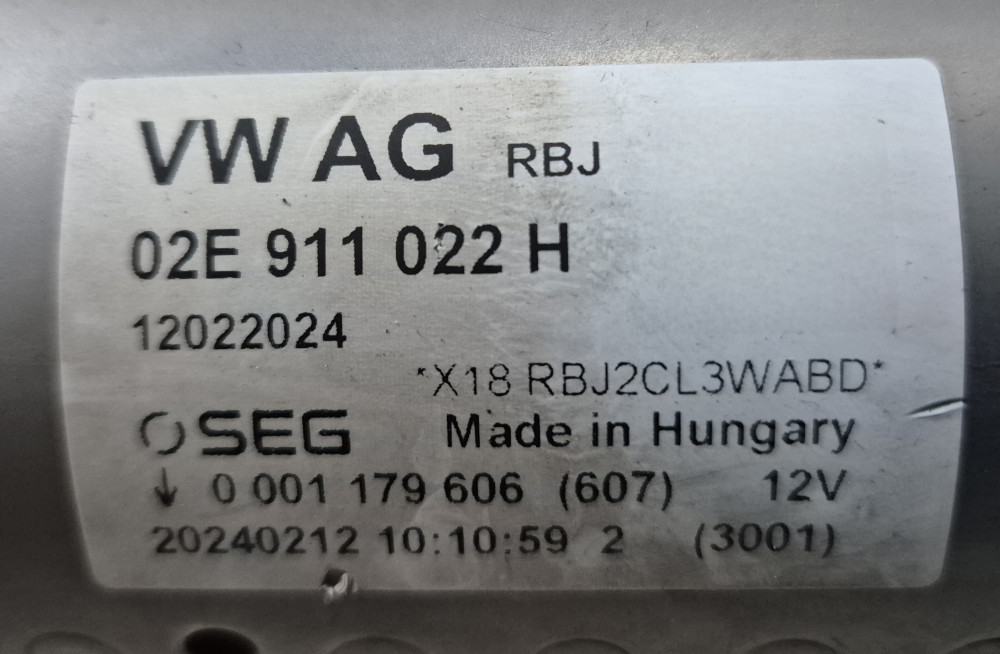 VW AG RBJ
02E 911 022 H
12022024
*X18 RBJ2CL3WABD*
SEG Made in Hungary
↓ 0 001 179 606 (607) 12V
20240212 10:10:59 2 (3001)